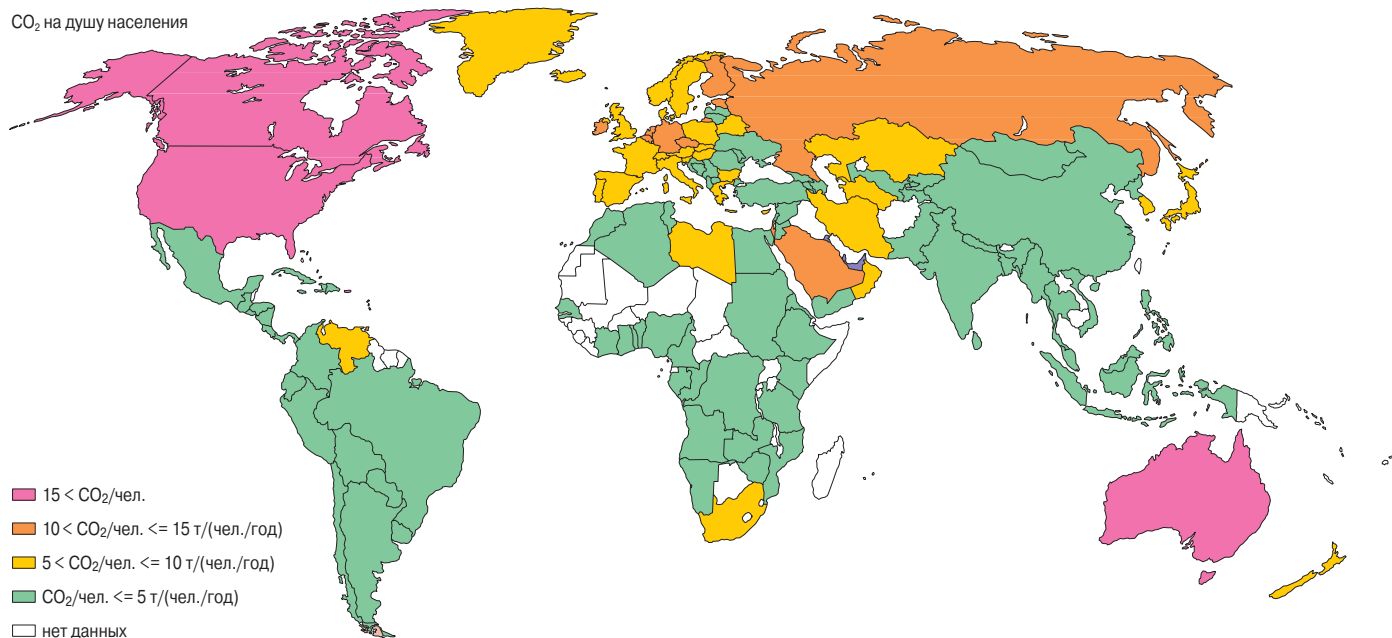 CO₂ на душу населения
15 < CO₂/чел.
10 < CO₂/чел. <= 15 т/(чел./год)
5 < CO₂/чел. <= 10 т/(чел./год)
CO₂/чел. <= 5 т/(чел./год)
нет данных